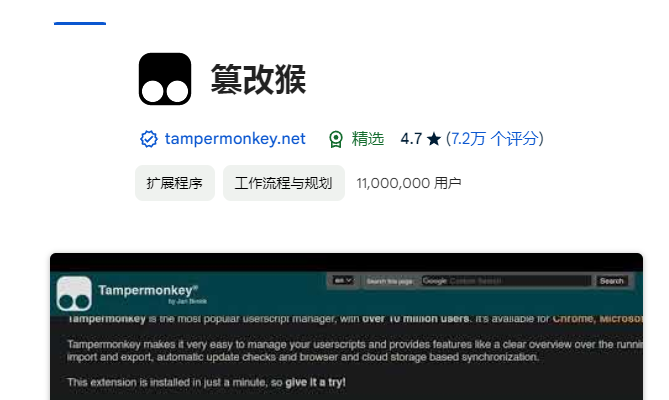 篡改猴
tampermonkey.net 精选 4.7 ★ (7.2万 个评分)
扩展程序 工作流程与规划 11,000,000 用户
Tampermonkey®
by Jan Biniok
en Search this page: Google Custom Search Search
Tampermonkey is the most popular userscript manager, with over 10 million users. It's available for Chrome, Microsof
Tampermonkey makes it very easy to manage your userscripts and provides features like a clear overview over the runnin
import and export, automatic update checks and browser and cloud storage based synchronization.
This extension is installed in just a minute, so give it a try!